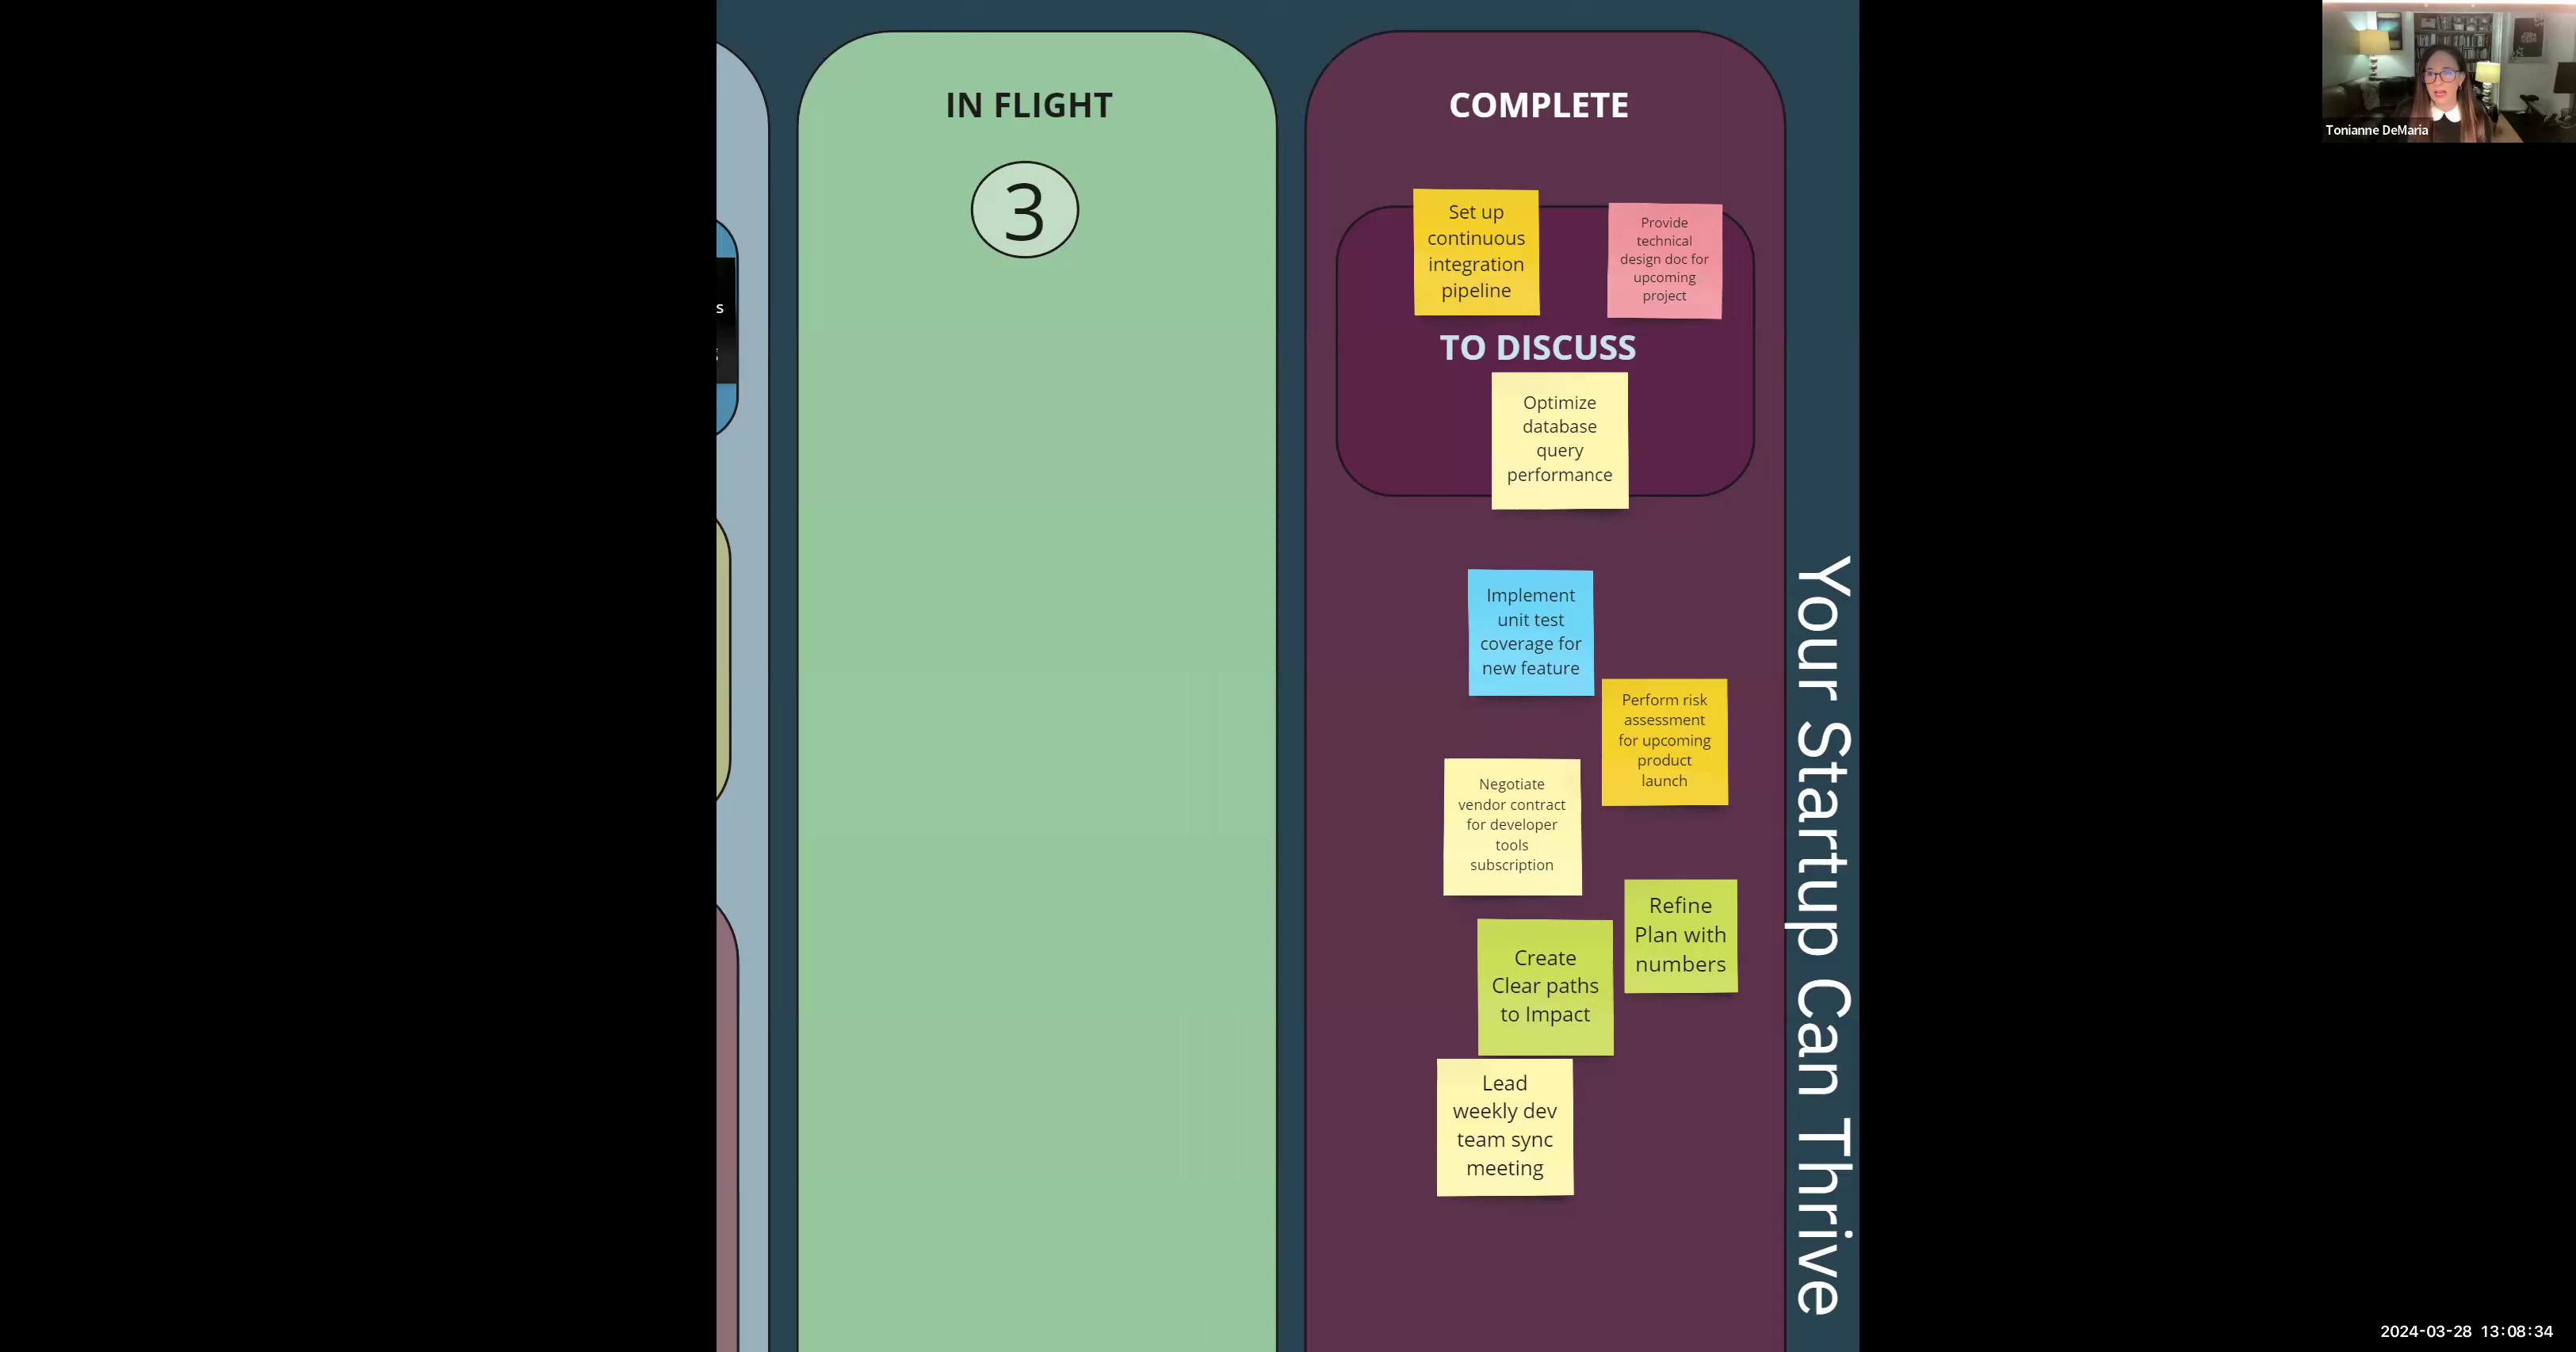 IN FLIGHT
3
COMPLETE
Set up
continuous
integration
pipeline
Provide
technical
design doc for
upcoming
project
TO DISCUSS
Optimize
database
query
performance
Implement
unit test
coverage for
new feature
Perform risk
assessment
for upcoming
product
launch
Negotiate
vendor contract
for developer
tools
subscription
Refine
Plan with
numbers
Create
Clear paths
to Impact
Lead
weekly dev
team sync
meeting
Your Startup Can Thrive
Tonianne DeMaria
2024-03-28 13:08:34